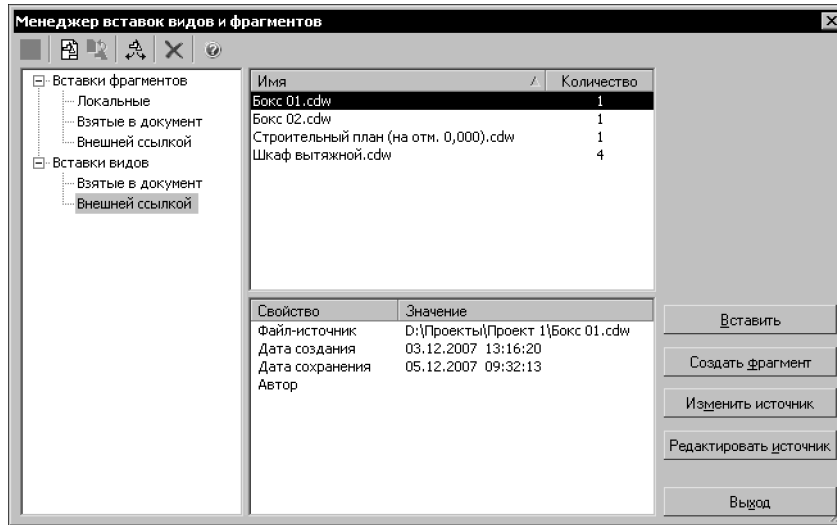 Менеджер вставок видов и фрагментов
Вставки фрагментов
Локальные
Взятые в документ
Внешней ссылкой
Вставки видов
Взятые в документ
Внешней ссылкой
Имя Количество
Бокс 01.cdw 1
Бокс 02.cdw 1
Строительный план (на отм. 0,000).cdw 1
Шкаф вытяжной.cdw 4
Свойство Значение
Файл-источник D:\Проекты\Проект 1\Бокс 01.cdw
Дата создания 03.12.2007 13:16:20
Дата сохранения 05.12.2007 09:32:13
Автор
Вставить
Создать фрагмент
Изменить источник
Редактировать источник
Выход